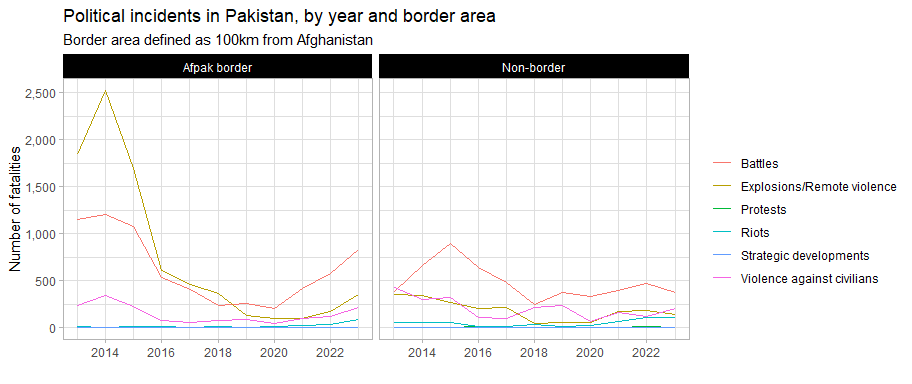 Political incidents in Pakistan, by year and border area
Border area defined as 100km from Afghanistan
Afpak border
Non-border
Number of fatalities
2,500
2,000
1,500
1,000
500
0
2014 2016 2018 2020 2022
2014 2016 2018 2020 2022
Battles
Explosions/Remote violence
Protests
Riots
Strategic developments
Violence against civilians